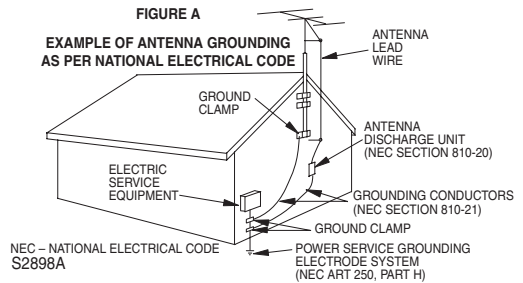 FIGURE A
EXAMPLE OF ANTENNA GROUNDING
AS PER NATIONAL ELECTRICAL CODE
ANTENNA
LEAD
WIRE
GROUND
CLAMP
ANTENNA
DISCHARGE UNIT
(NEC SECTION 810-20)
ELECTRIC
SERVICE
EQUIPMENT
GROUNDING CONDUCTORS
(NEC SECTION 810-21)
GROUND CLAMP
POWER SERVICE GROUNDING
ELECTRODE SYSTEM
(NEC ART 250, PART H)
NEC – NATIONAL ELECTRICAL CODE
S2898A